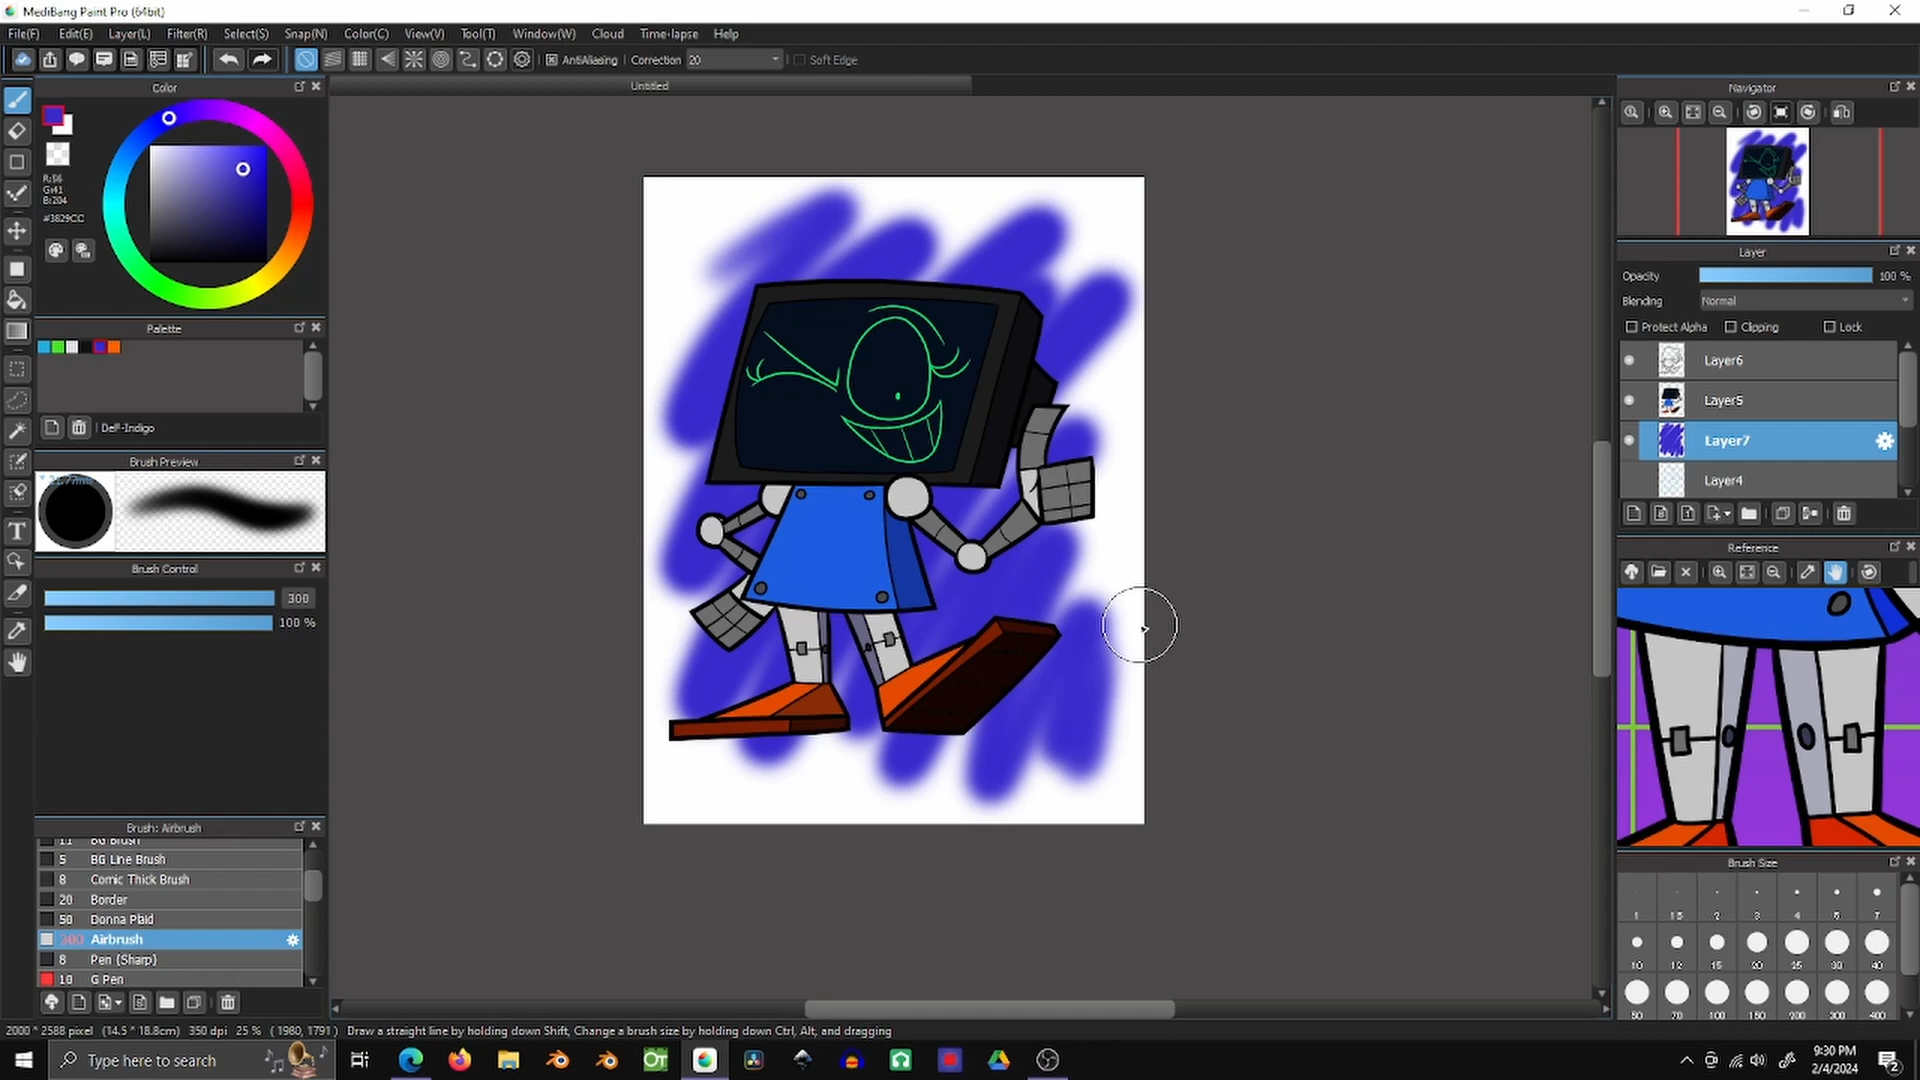 MediBang Paint Pro (64bit)
File(F) Edit(E) Layer(L) Filter(R) Select(S) Snap(N) Color(C) View(V) Tool(T) Window(W) Cloud Time-lapse Help
AntiAliasing Correction 20 Soft Edge
Color Untitled Navigator
R:56
G:41
B:204
#3829CC
Layer
Opacity 100 %
Blending Normal
Protect Alpha Clipping Lock
Palette
Layer6
Layer5
Def-Indigo
Layer7
Brush Preview
Layer4
Reference
Brush Control
300
100 %
Brush: Airbrush
11 BG Brush
5 BG Line Brush
8 Comic Thick Brush
20 Border
50 Donna Plaid
300 Airbrush
8 Pen (Sharp)
10 G Pen
Brush Size
1 1.5 2 3 4 5 7
10 12 15 20 25 30 40
50 70 100 150 200 300 400
2000 * 2588 pixel (14.5 * 18.8cm) 350 dpi 25 % ( 1980, 1791 ) Draw a straight line by holding down Shift, Change a brush size by holding down Ctrl, Alt, and dragging
Type here to search
OT
9:30 PM
2/4/2024
2